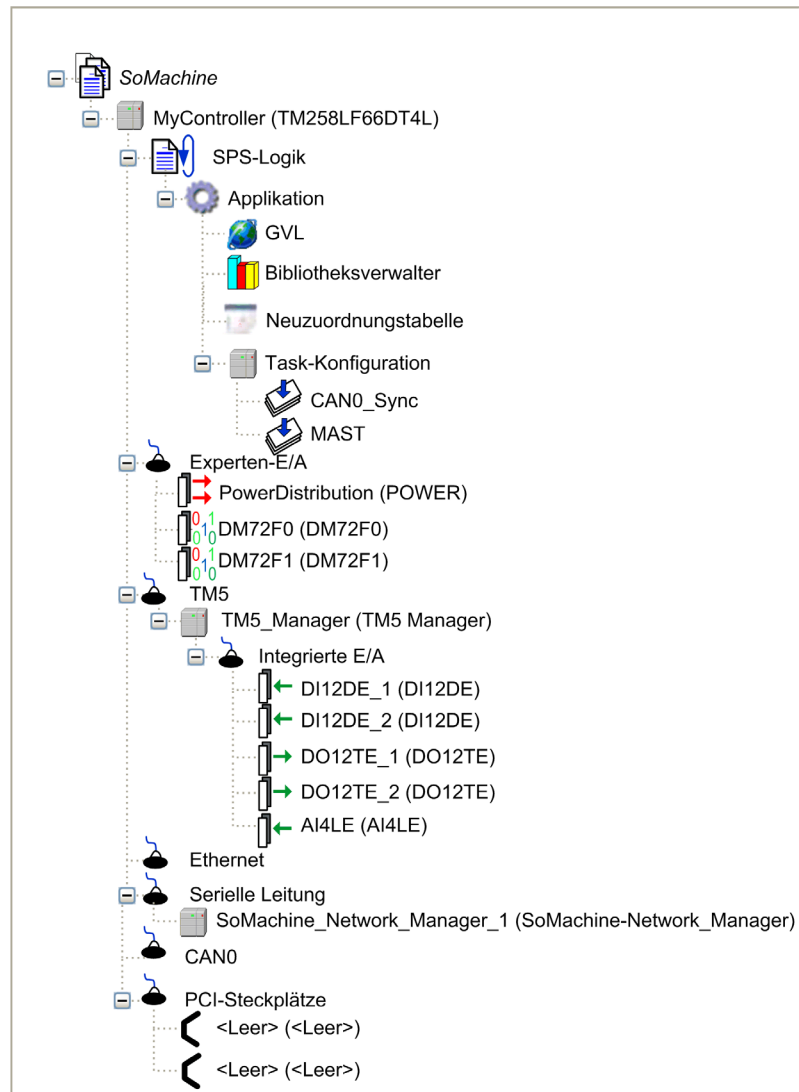 SoMachine
MyController (TM258LF66DT4L)
SPS-Logik
Applikation
GVL
Bibliotheksverwalter
Neuzuordnungstabelle
Task-Konfiguration
CAN0_Sync
MAST
Experten-E/A
PowerDistribution (POWER)
DM72F0 (DM72F0)
DM72F1 (DM72F1)
TM5
TM5_Manager (TM5 Manager)
Integrierte E/A
DI12DE_1 (DI12DE)
DI12DE_2 (DI12DE)
DO12TE_1 (DO12TE)
DO12TE_2 (DO12TE)
AI4LE (AI4LE)
Ethernet
Serielle Leitung
SoMachine_Network_Manager_1 (SoMachine-Network_Manager)
CAN0
PCI-Steckplätze
<Leer> (<Leer>)
<Leer> (<Leer>)